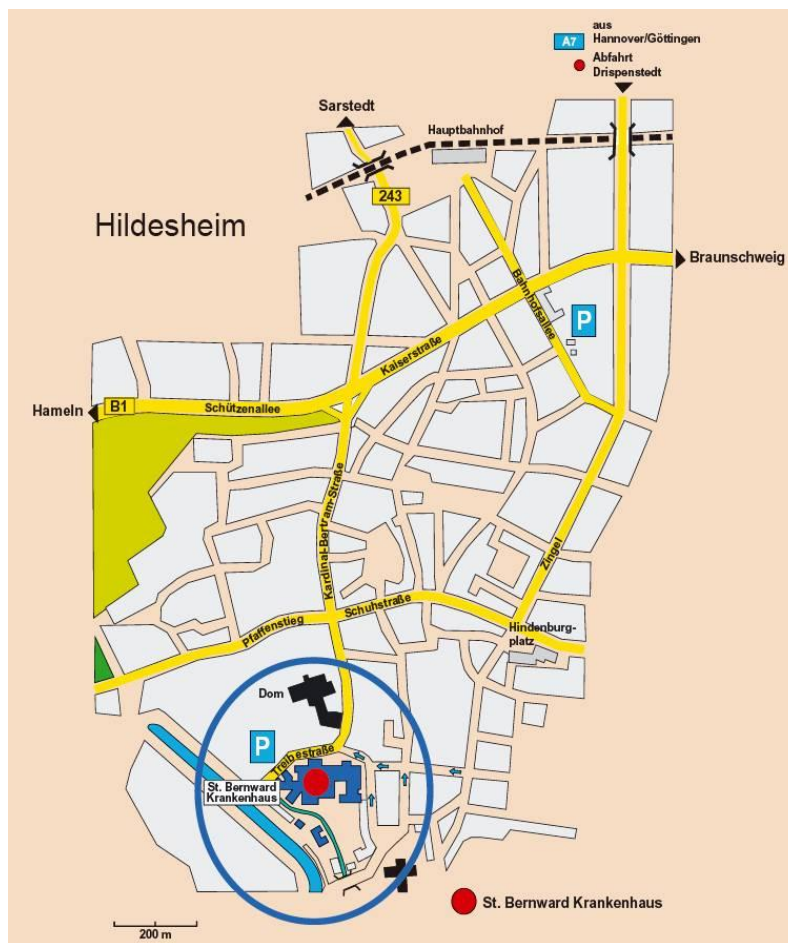 aus
A7 Hannover/Göttingen
Abfahrt
Drispenstedt
Sarstedt
Hauptbahnhof
243
Hildesheim
Braunschweig
Bahnhofsallee
P
Kaiserstraße
Hameln
B1
Schützenallee
Kardinal-Bertram-Straße
Zingel
Schuhstraße
Pfaffenstieg
Hindenburg-
platz
Dom
P
Treibestraße
St. Bernward
Krankenhaus
St. Bernward Krankenhaus
200 m